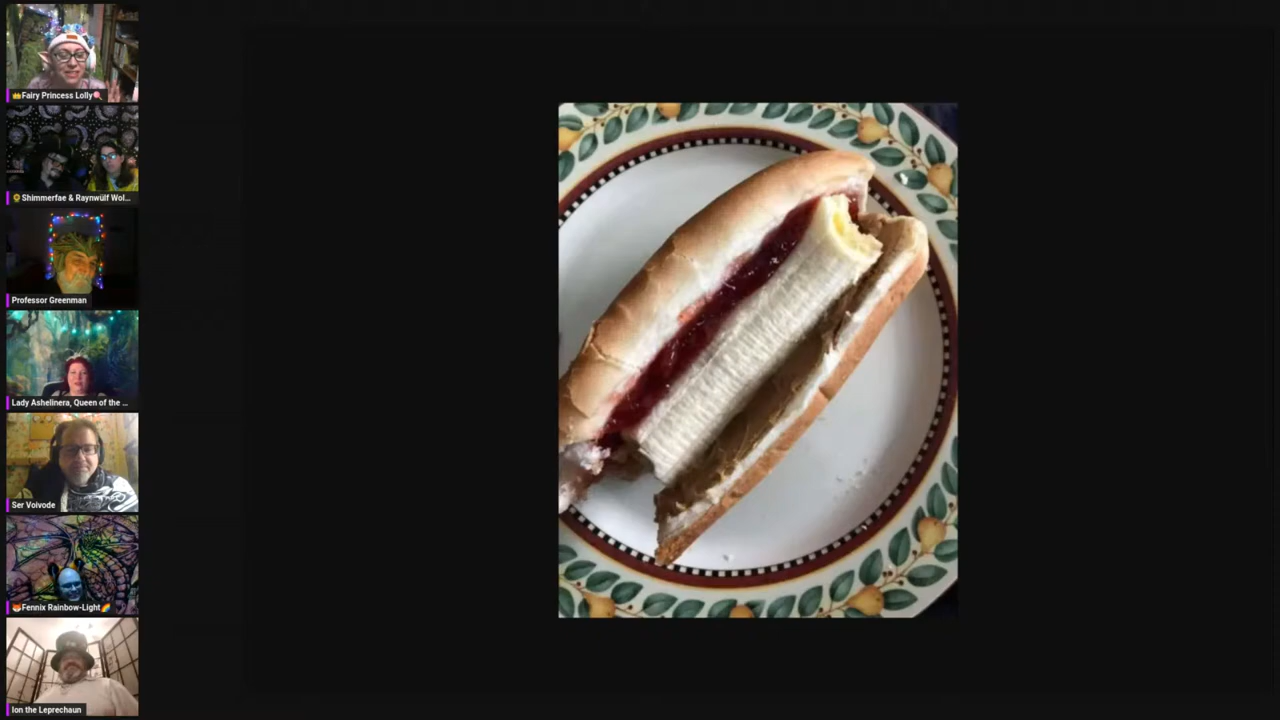 👑Fairy Princess Lolly🍭
🌻Shimmerfae & Raynwülf Wol...
Professor Greenman
Lady Ashelinera, Queen of the ...
Ser Voivode
🦊Fennix Rainbow-Light🌈
Ion the Leprechaun